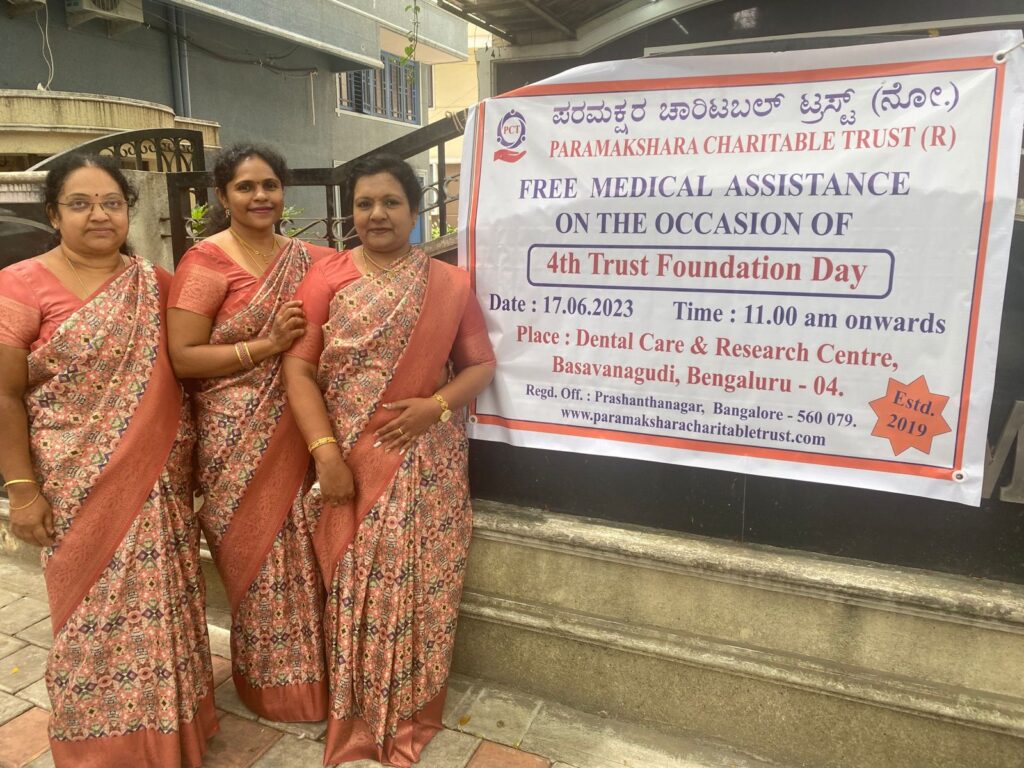 ಪರಮಕ್ಷರ ಚಾರಿಟಬಲ್ ಟ್ರಸ್ಟ್ (ನೋ.)
PCT
PARAMAKSHARA CHARITABLE TRUST (R)
FREE MEDICAL ASSISTANCE
ON THE OCCASION OF
4th Trust Foundation Day
Date : 17.06.2023 Time : 11.00 am onwards
Place : Dental Care & Research Centre,
Basavanagudi, Bengaluru - 04.
Regd. Off. : Prashanthanagar, Bangalore - 560 079.
www.paramaksharacharitabletrust.com
Estd.
2019